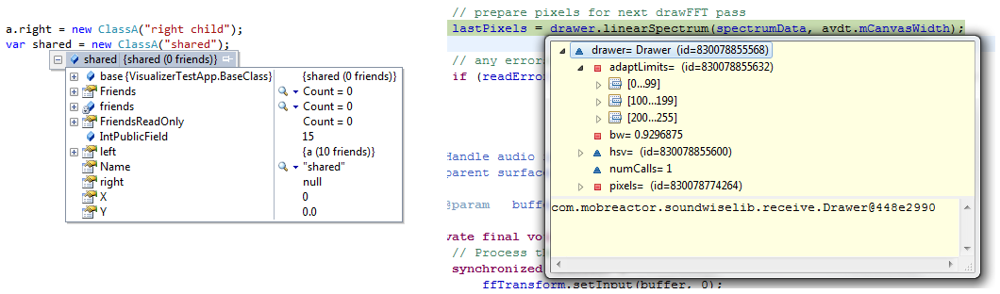 a.right = new ClassA("right child");
var shared = new ClassA("shared");
shared {shared (0 friends)}
base {VisualizerTestApp.BaseClass} {shared (0 friends)}
Friends Count = 0
friends Count = 0
FriendsReadOnly Count = 0
IntPublicField 15
left {a (10 friends)}
Name "shared"
right null
X 0
Y 0.0
// prepare pixels for next drawFFT pass
lastPixels = drawer.linearSpectrum(spectrumData, avdt.mCanvasWidth);
// any error
if (readErro
Handle audio
parent surfac
@param buffe
vate final vo
// Process t
synchronized
ffTransform.setInput(buffer, 0);
drawer= Drawer (id=830078855568)
adaptLimits= (id=830078855632)
[0...99]
[100...199]
[200...255]
bw= 0.9296875
hsv= (id=830078855600)
numCalls= 1
pixels= (id=830078774264)
com.mobreactor.soundwiselib.receive.Drawer@448e2990